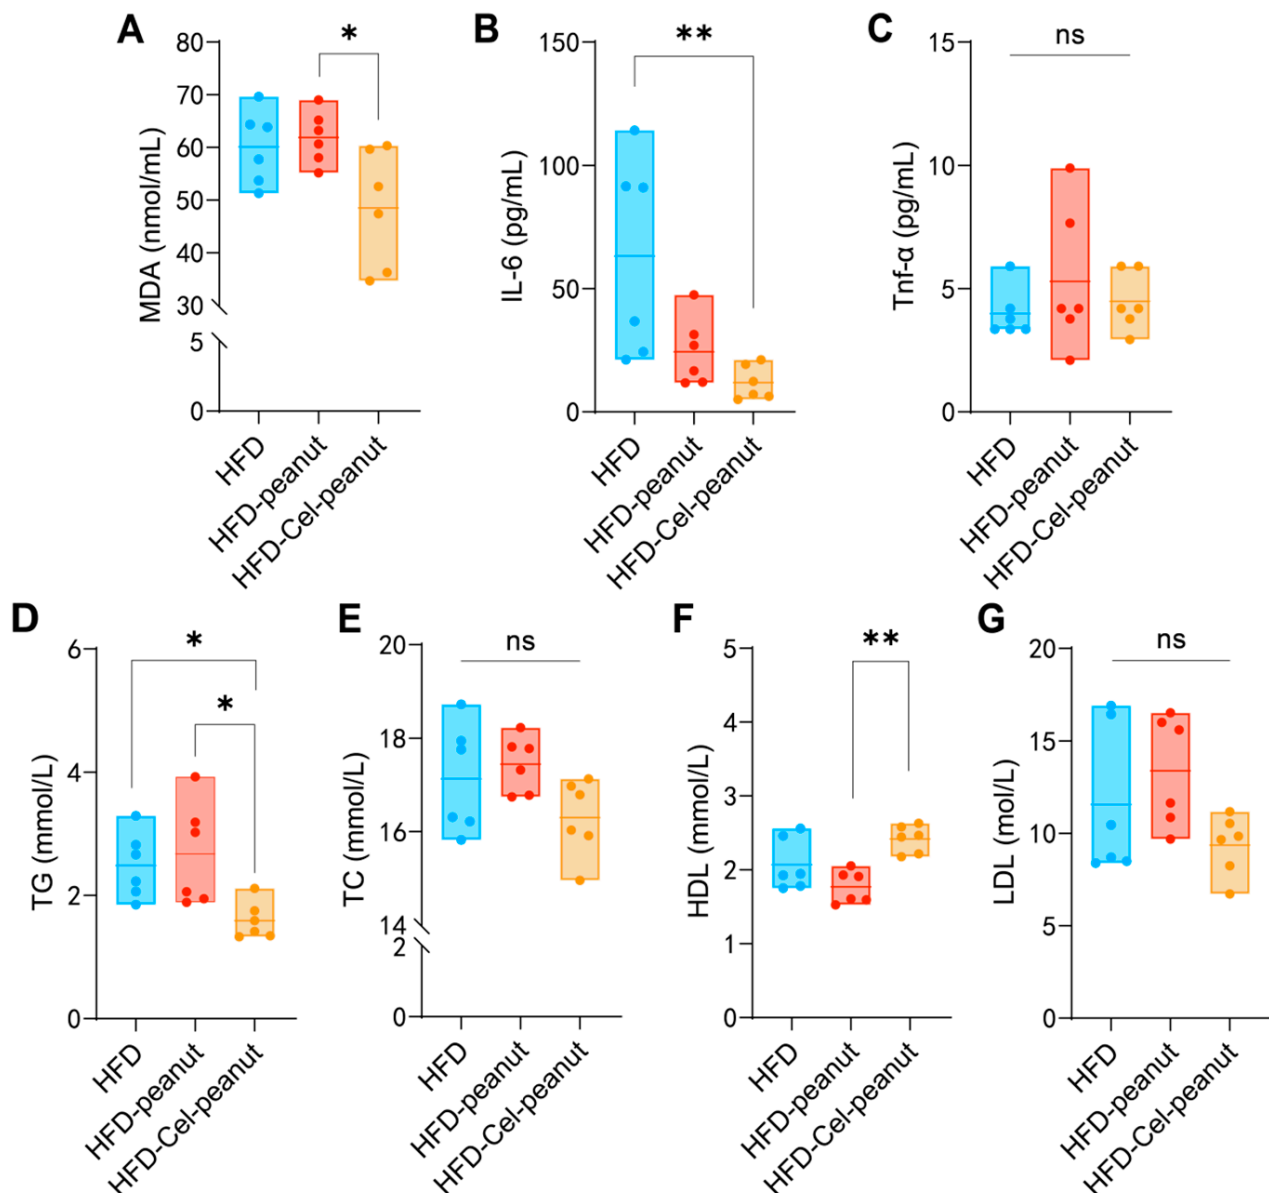 A
MDA (nmol/mL)
80
70
60
50
40
30
5
0
*
HFD
HFD-peanut
HFD-Cel-peanut
B
IL-6 (pg/mL)
150
100
50
0
**
HFD
HFD-peanut
HFD-Cel-peanut
C
Tnf-α (pg/mL)
15
10
5
0
ns
HFD
HFD-peanut
HFD-Cel-peanut
D
TG (mmol/L)
6
4
2
0
*
*
HFD
HFD-peanut
HFD-Cel-peanut
E
TC (mmol/L)
20
18
16
14
2
0
ns
HFD
HFD-peanut
HFD-Cel-peanut
F
HDL (mmol/L)
5
4
3
2
1
0
**
HFD
HFD-peanut
HFD-Cel-peanut
G
LDL (mol/L)
20
15
10
5
0
ns
HFD
HFD-peanut
HFD-Cel-peanut